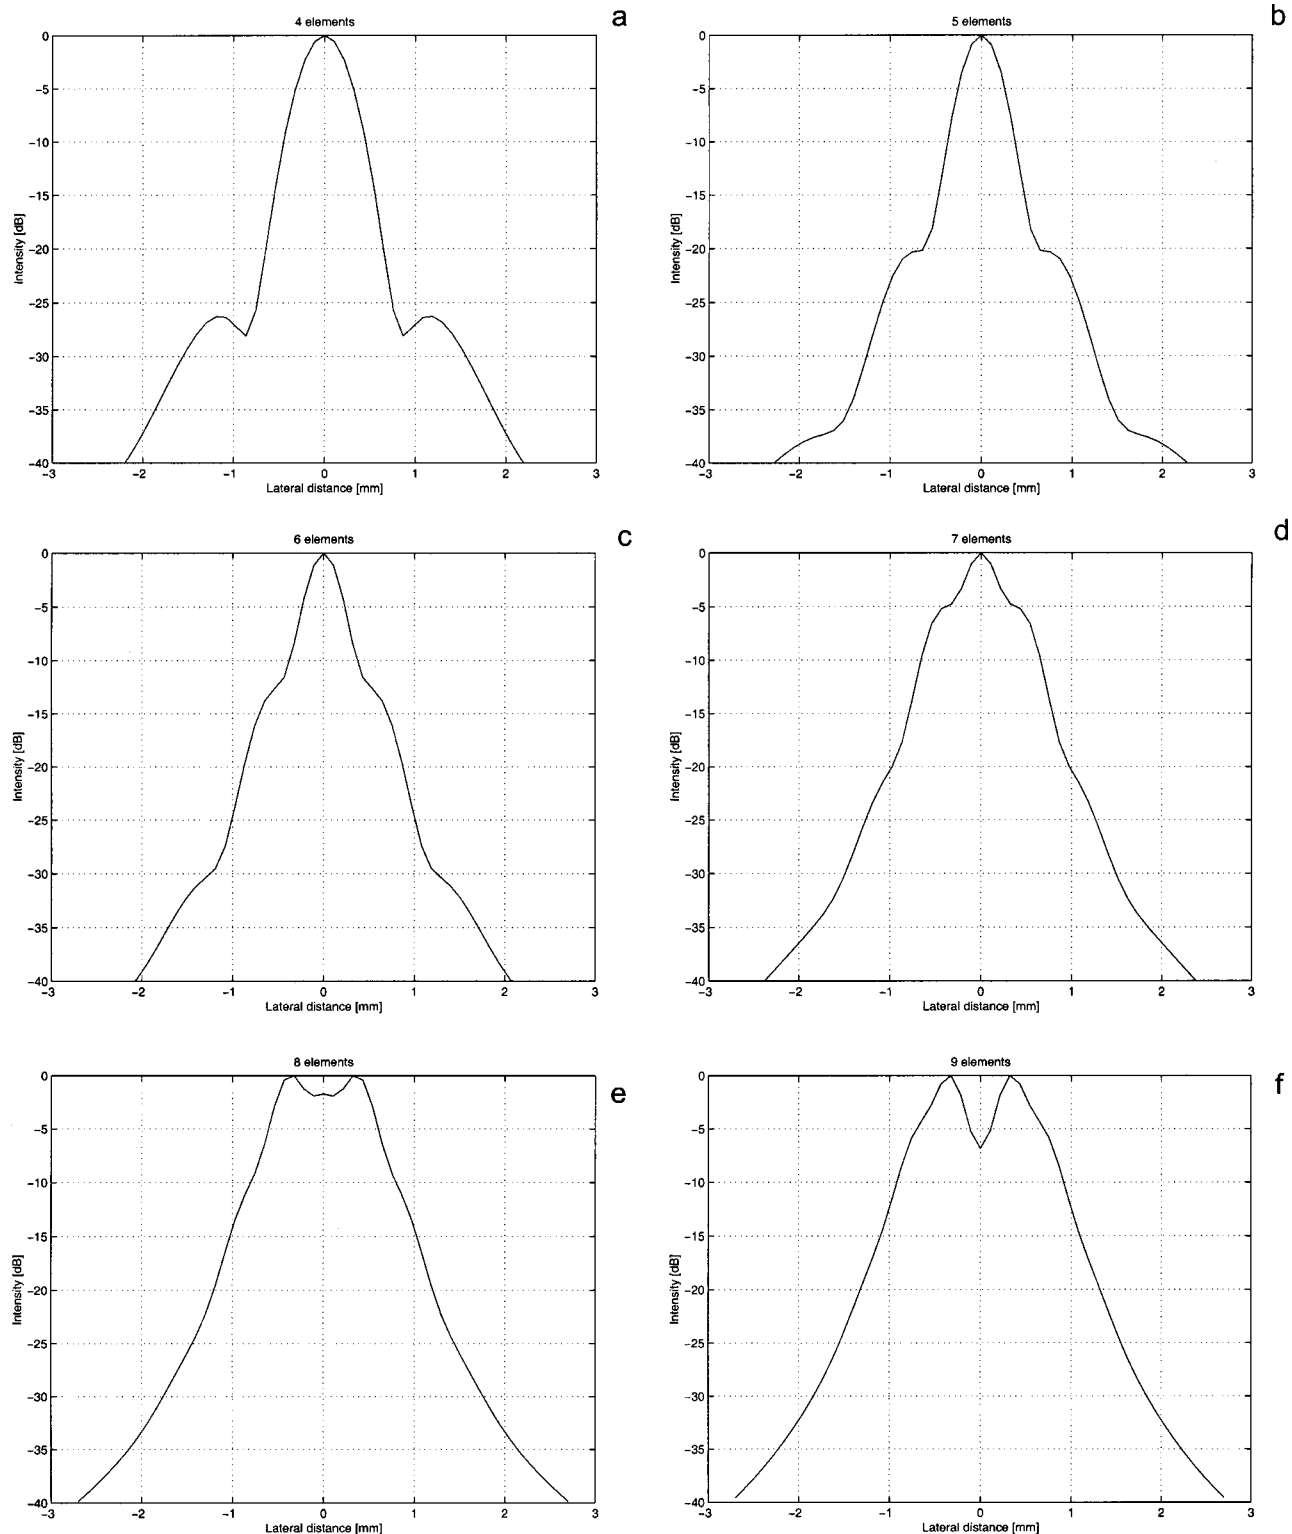 4 elements
a
0
−5
−10
−15
−20
−25
−30
−35
−40
Intensity [dB]
−3 −2 −1 0 1 2 3
Lateral distance [mm]
5 elements
b
0
−5
−10
−15
−20
−25
−30
−35
−40
Intensity [dB]
−3 −2 −1 0 1 2 3
Lateral distance [mm]
6 elements
c
0
−5
−10
−15
−20
−25
−30
−35
−40
Intensity [dB]
−3 −2 −1 0 1 2 3
Lateral distance [mm]
7 elements
d
0
−5
−10
−15
−20
−25
−30
−35
−40
Intensity [dB]
−3 −2 −1 0 1 2 3
Lateral distance [mm]
8 elements
e
0
−5
−10
−15
−20
−25
−30
−35
−40
Intensity [dB]
−3 −2 −1 0 1 2 3
Lateral distance [mm]
9 elements
f
0
−5
−10
−15
−20
−25
−30
−35
−40
Intensity [dB]
−3 −2 −1 0 1 2 3
Lateral distance [mm]